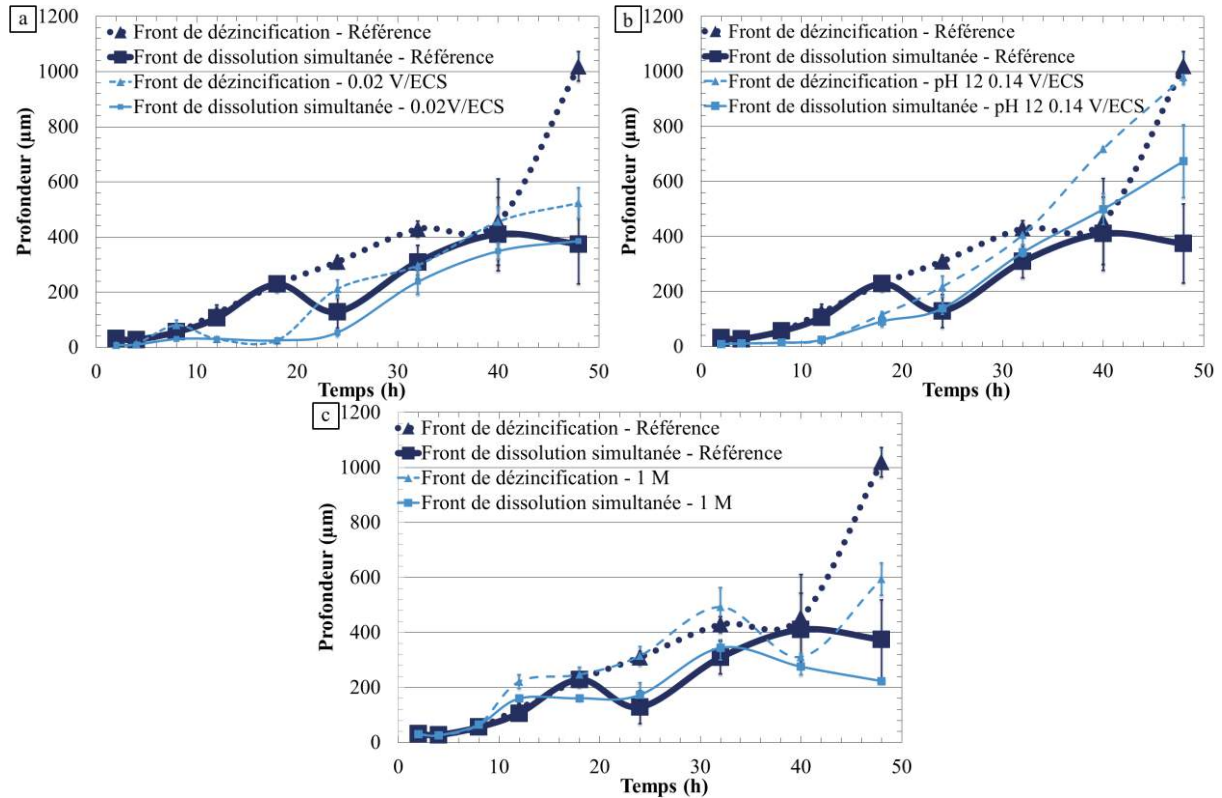 a
1200
1000
800
600
400
200
0
Profondeur (µm)
Front de dézincification - Référence
Front de dissolution simultanée - Référence
Front de dézincification - 0.02 V/ECS
Front de dissolution simultanée - 0.02V/ECS
0 10 20 30 40 50
Temps (h)
b
1200
1000
800
600
400
200
0
Profondeur (µm)
Front de dézincification - Référence
Front de dissolution simultanée - Référence
Front de dézincification - pH 12 0.14 V/ECS
Front de dissolution simultanée - pH 12 0.14 V/ECS
0 10 20 30 40 50
Temps (h)
c
1200
1000
800
600
400
200
0
Profondeur (µm)
Front de dézincification - Référence
Front de dissolution simultanée - Référence
Front de dézincification - 1 M
Front de dissolution simultanée - 1 M
0 10 20 30 40 50
Temps (h)